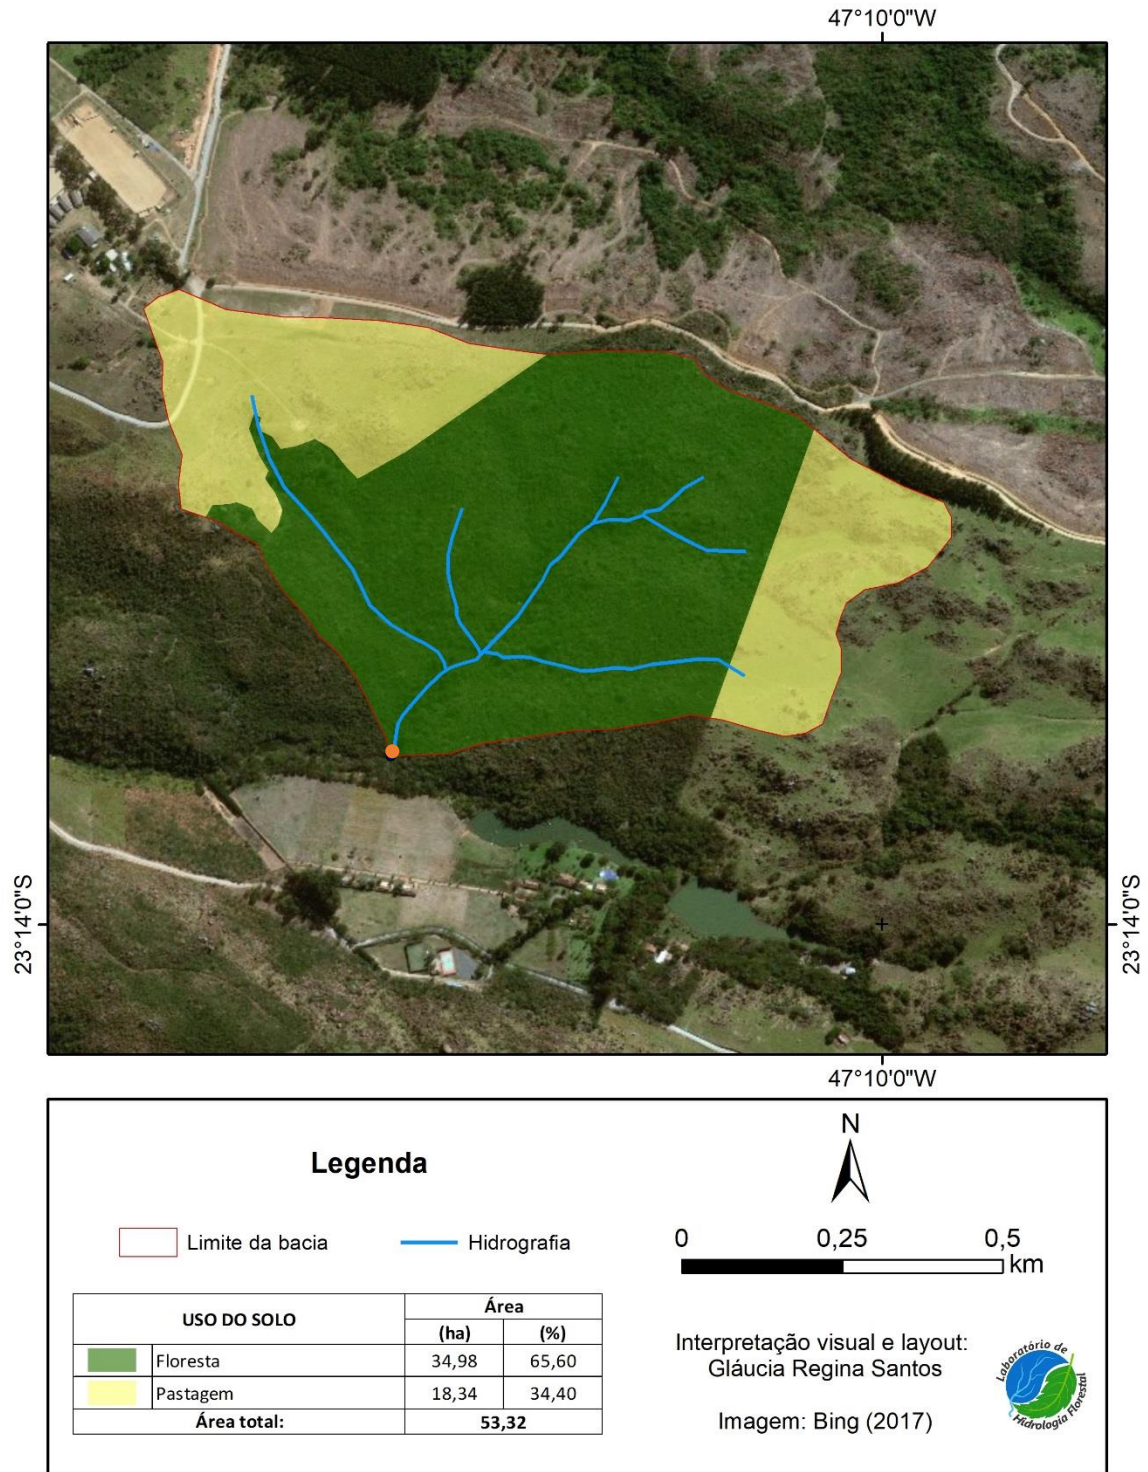 47°10'0"W
23°14'0"S
23°14'0"S
47°10'0"W
Legenda
Limite da bacia
Hidrografia
USO DO SOLO
Área
(ha)
(%)
Floresta
34,98
65,60
Pastagem
18,34
34,40
Área total:
53,32
N
0
0,25
0,5
km
Interpretação visual e layout:
Gláucia Regina Santos
Imagem: Bing (2017)
Laboratório de
Hidrologia Florestal